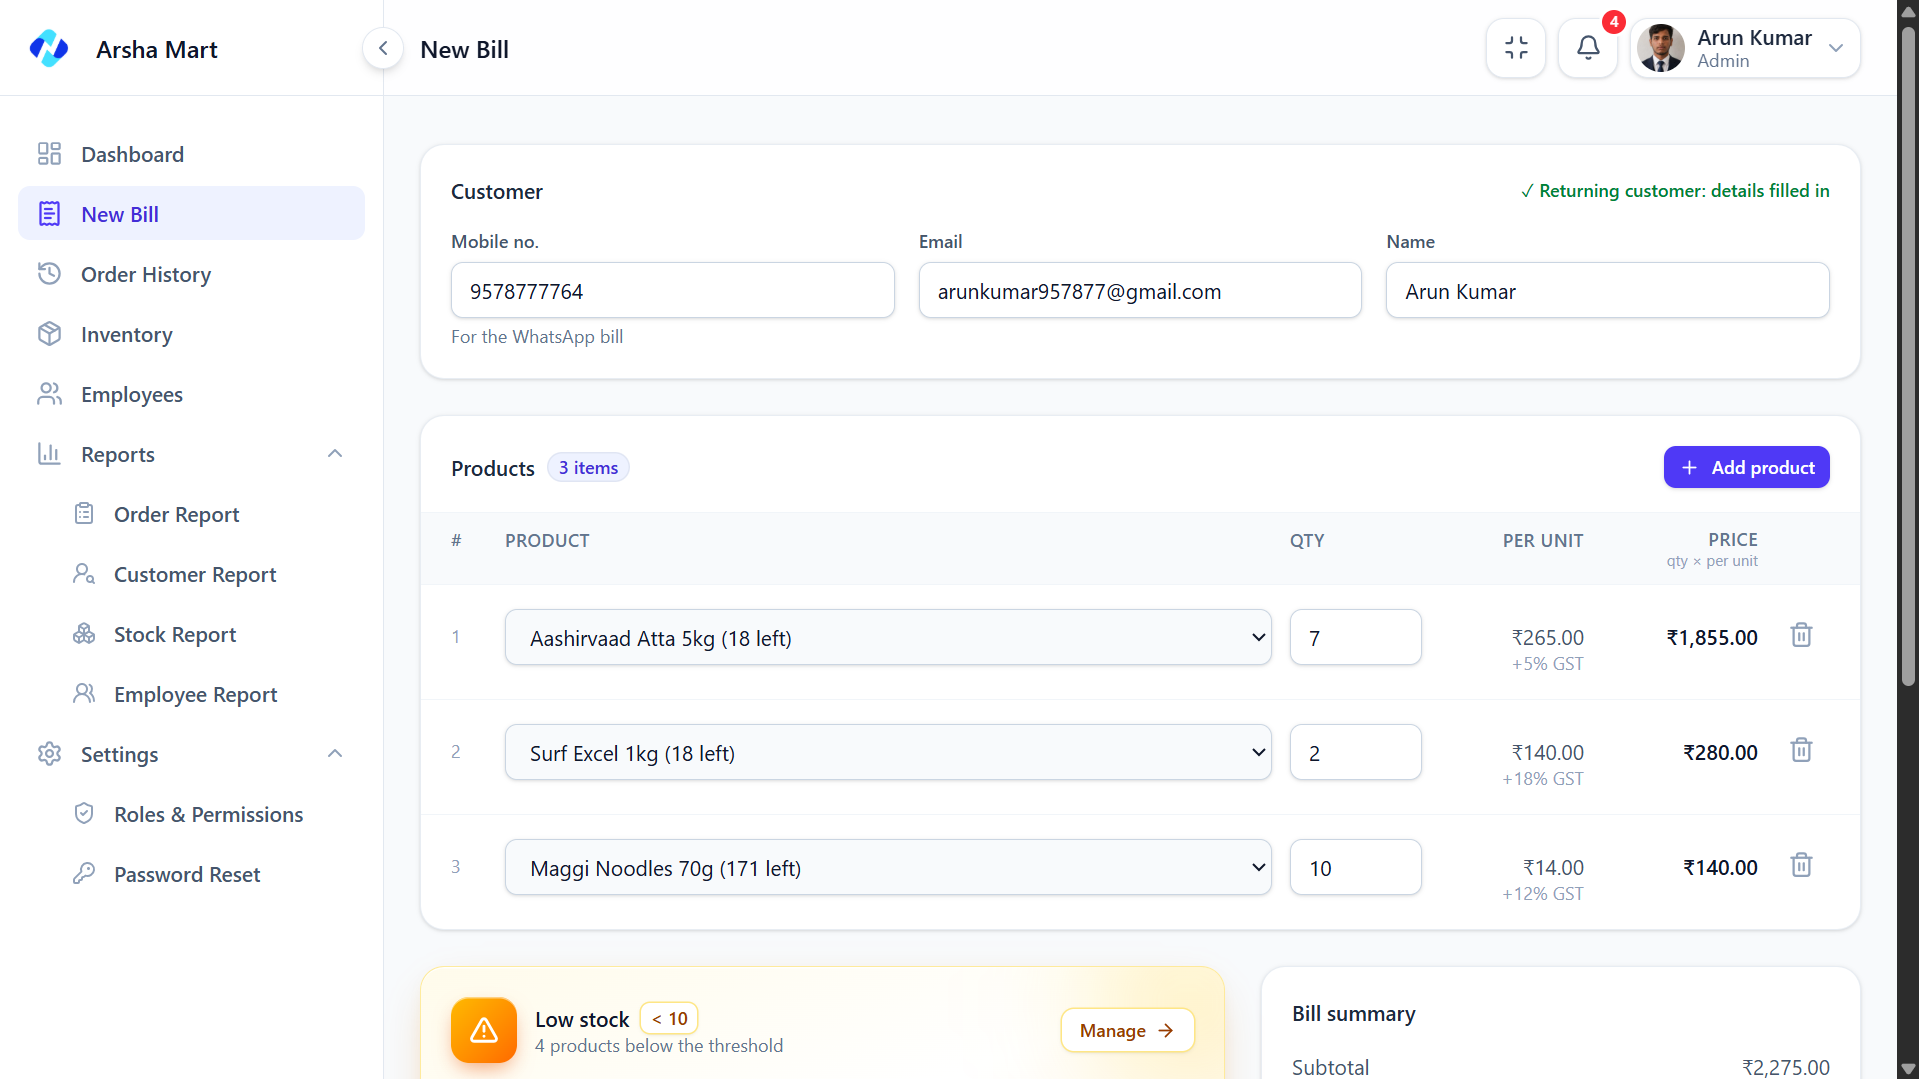 Arsha Mart
New Bill
4
Arun Kumar
Admin
Dashboard
New Bill
Order History
Inventory
Employees
Reports
Order Report
Customer Report
Stock Report
Employee Report
Settings
Roles & Permissions
Password Reset
Customer
✓ Returning customer: details filled in
Mobile no.
Email
Name
9578777764
arunkumar957877@gmail.com
Arun Kumar
For the WhatsApp bill
Products
3 items
+ Add product
# PRODUCT QTY PER UNIT PRICE
qty × per unit
1 Aashirvaad Atta 5kg (18 left) 7 ₹265.00 ₹1,855.00
+5% GST
2 Surf Excel 1kg (18 left) 2 ₹140.00 ₹280.00
+18% GST
3 Maggi Noodles 70g (171 left) 10 ₹14.00 ₹140.00
+12% GST
Low stock < 10
4 products below the threshold
Manage →
Bill summary
Subtotal ₹2,275.00